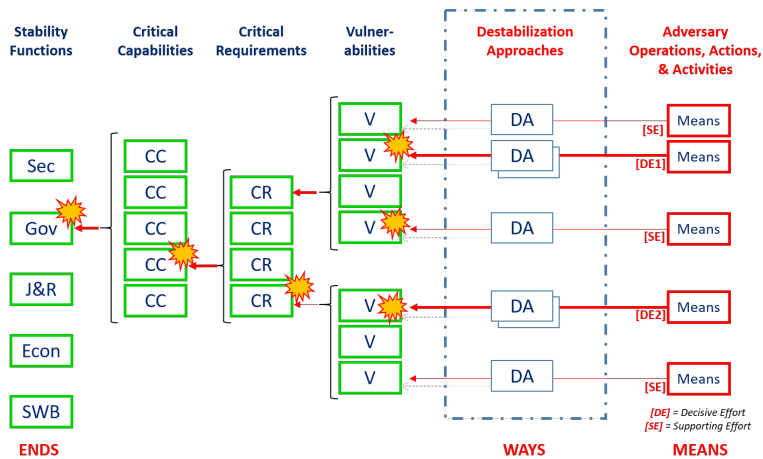 Stability
Functions
Critical
Capabilities
Critical
Requirements
Vulner-
abilities
Destabilization
Approaches
Adversary
Operations, Actions,
& Activities
Sec
Gov
J&R
Econ
SWB
CC
CC
CC
CC
CC
CR
CR
CR
CR
V
V
V
V
V
V
V
DA
DA
DA
DA
DA
[SE]
[DE1]
[SE]
[DE2]
[SE]
Means
Means
Means
Means
Means
[DE] = Decisive Effort
[SE] = Supporting Effort
ENDS
WAYS
MEANS